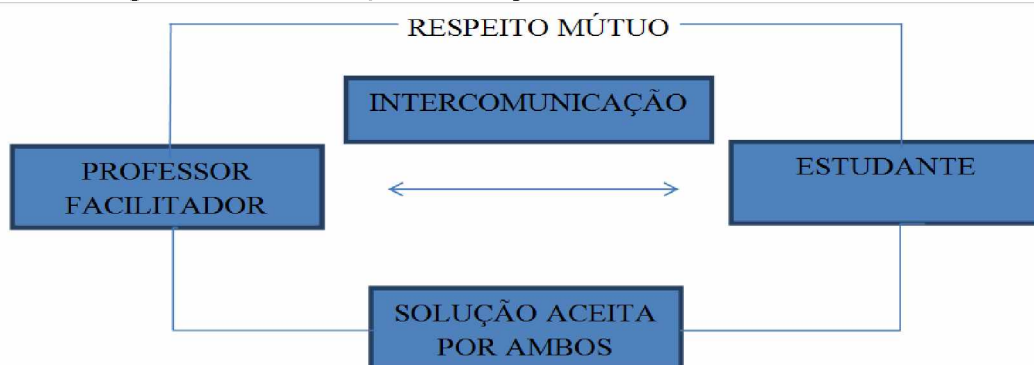 RESPEITO MÚTUO
INTERCOMUNICAÇÃO
PROFESSOR
FACILITADOR
ESTUDANTE
SOLUÇÃO ACEITA
POR AMBOS